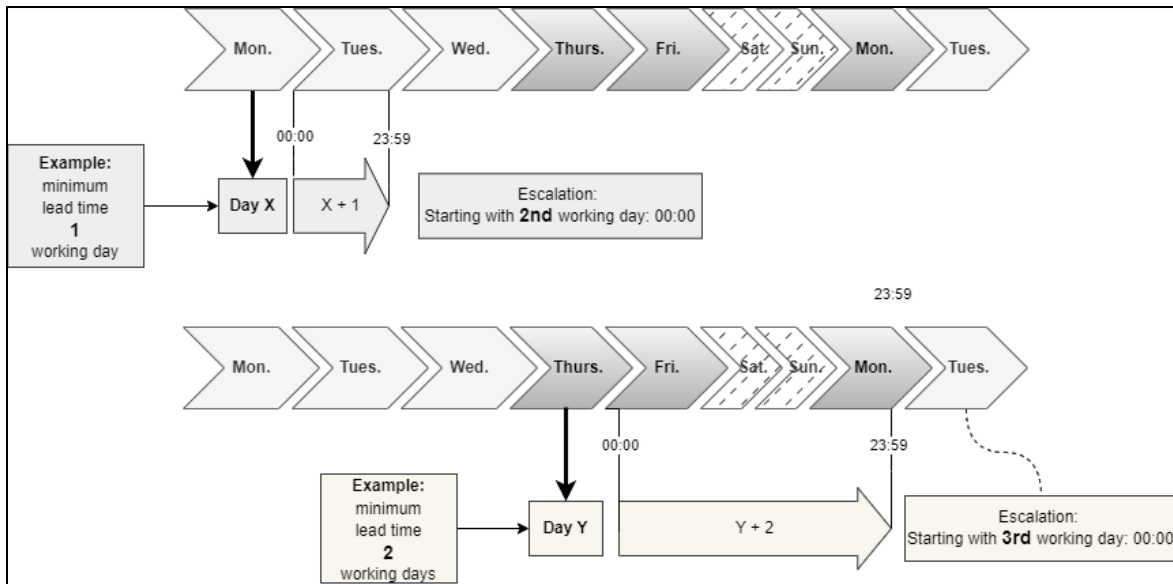 Mon.
Tues.
Wed.
Thurs.
Fri.
Sat.
Sun.
Mon.
Tues.
00:00
23:59
Example:
minimum
lead time
1
working day
Day X
X + 1
Escalation:
Starting with 2nd working day: 00:00
23:59
Mon.
Tues.
Wed.
Thurs.
Fri.
Sat.
Sun.
Mon.
Tues.
00:00
23:59
Example:
minimum
lead time
2
working days
Day Y
Y + 2
Escalation:
Starting with 3rd working day: 00:00